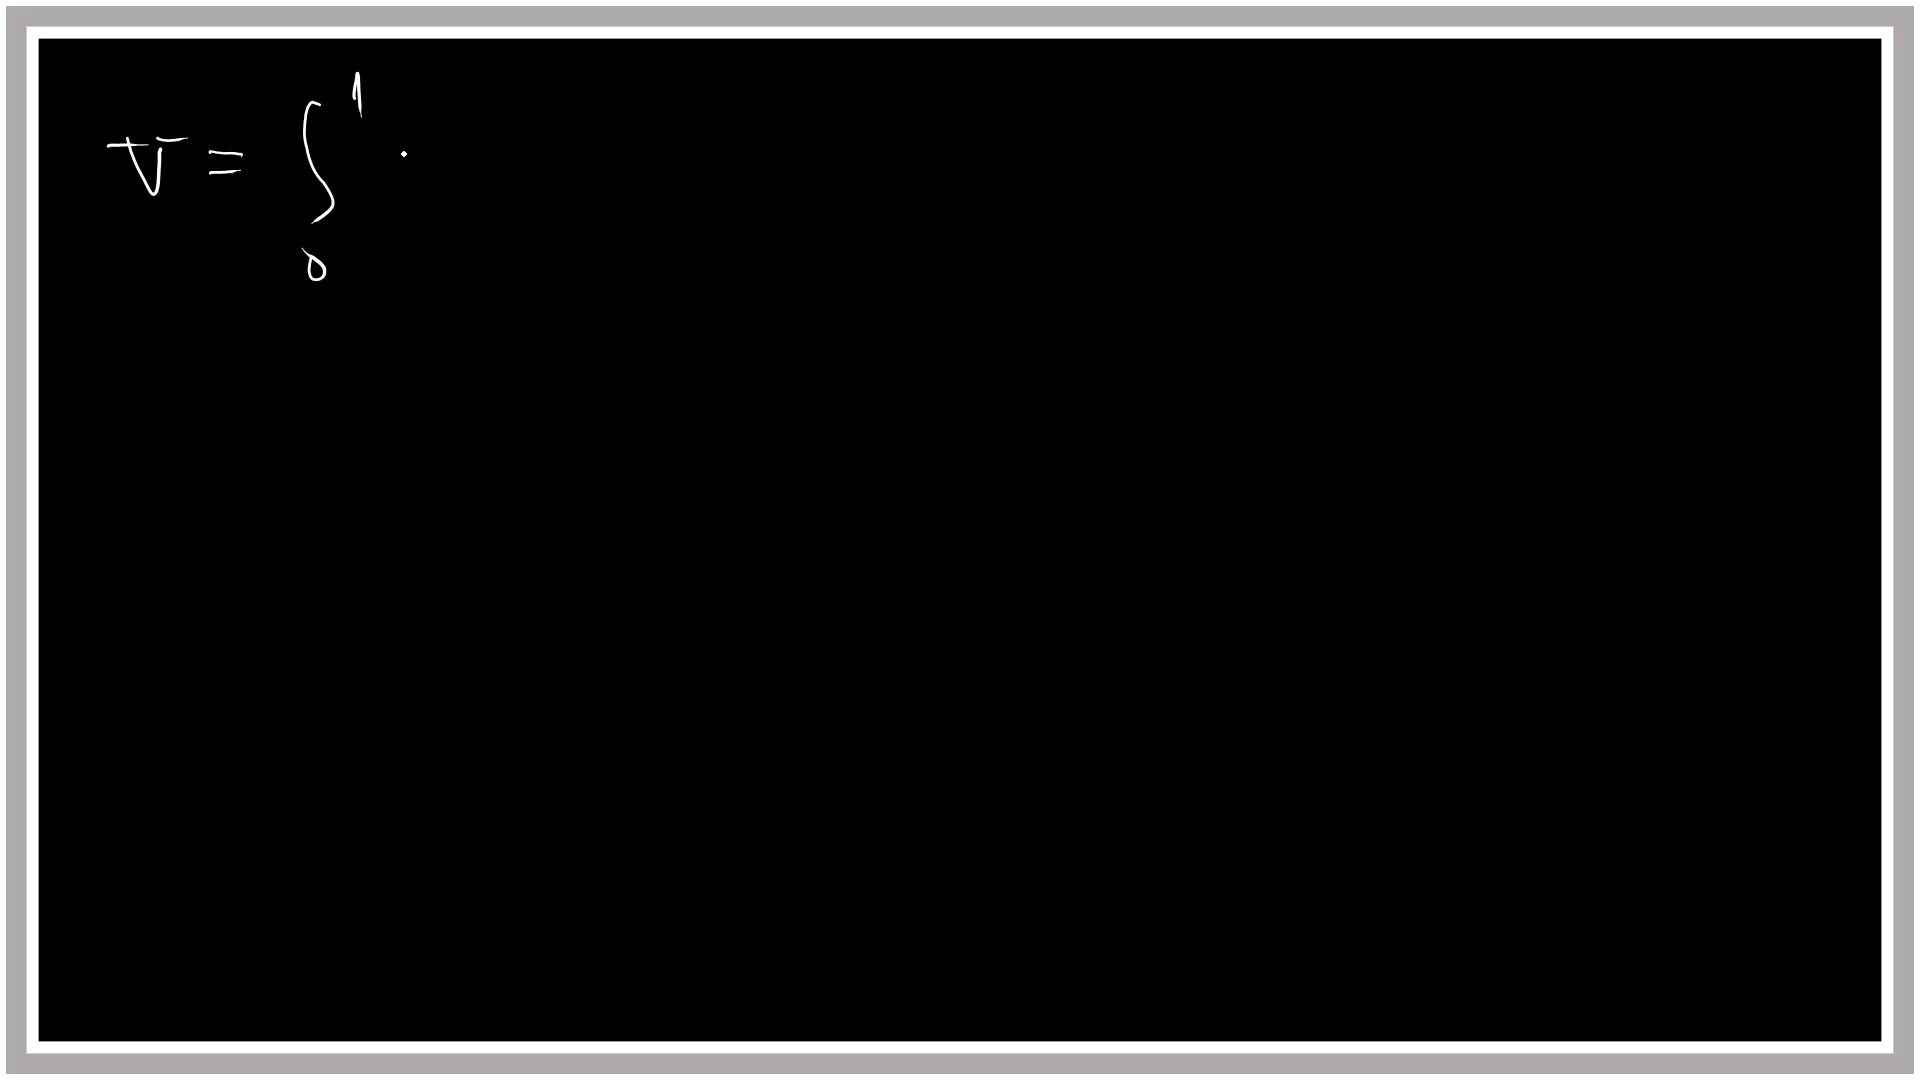 V = ∫₀¹